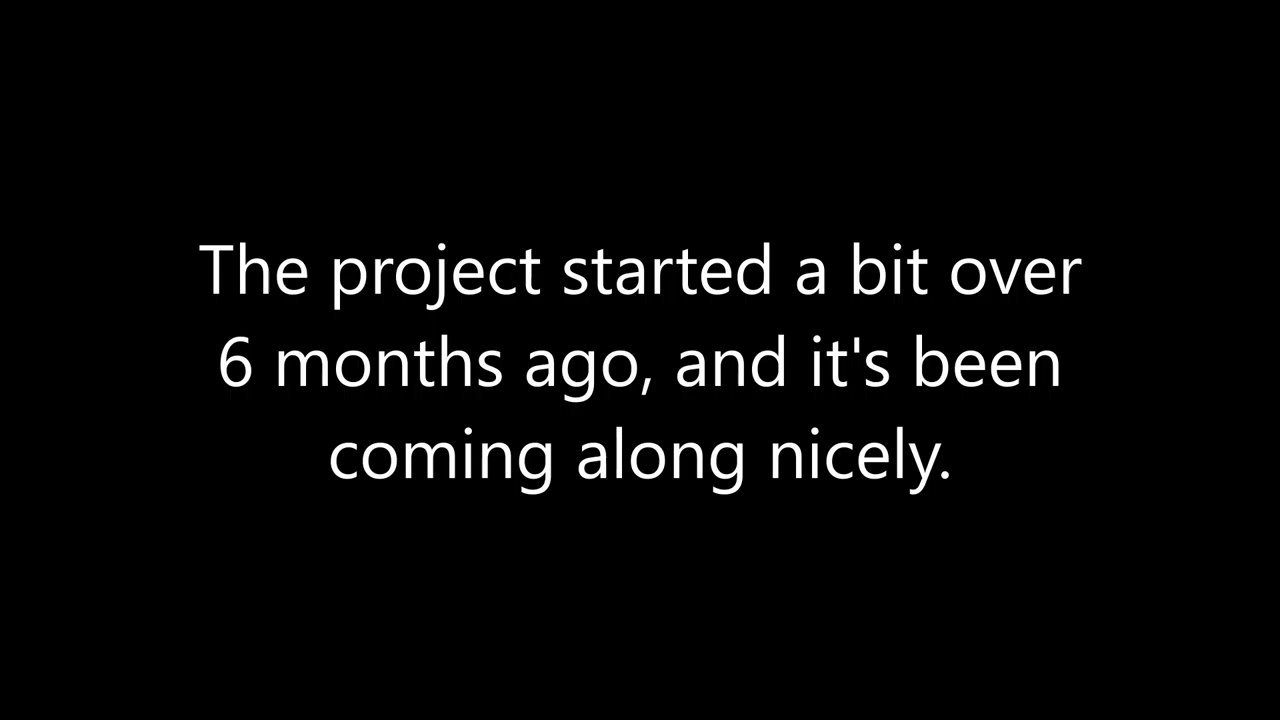 The project started a bit over
6 months ago, and it's been
coming along nicely.